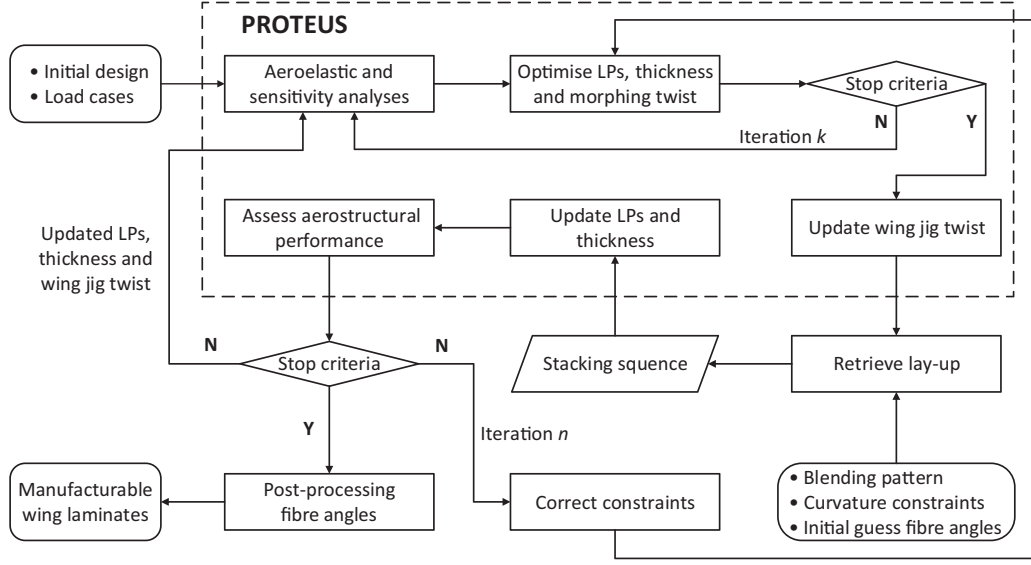 PROTEUS
• Initial design
• Load cases
Aeroelastic and
sensitivity analyses
Optimise LPs, thickness
and morphing twist
Stop criteria
N
Y
Iteration k
Updated LPs,
thickness and
wing jig twist
Assess aerostructural
performance
Update LPs and
thickness
Update wing jig twist
N
Stop criteria
N
Stacking squence
Retrieve lay-up
Y
Iteration n
Manufacturable
wing laminates
Post-processing
fibre angles
Correct constraints
• Blending pattern
• Curvature constraints
• Initial guess fibre angles